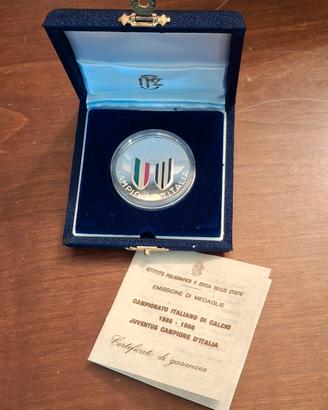 CAMPIONE D'ITALIA
ISTITUTO POLIGRAFICO E ZECCA DELLO STATO
EMISSIONE DI MEDAGLIE
CAMPIONATO ITALIANO DI CALCIO
1985 - 1986
JUVENTUS CAMPIONE D'ITALIA
Certificato di garanzia